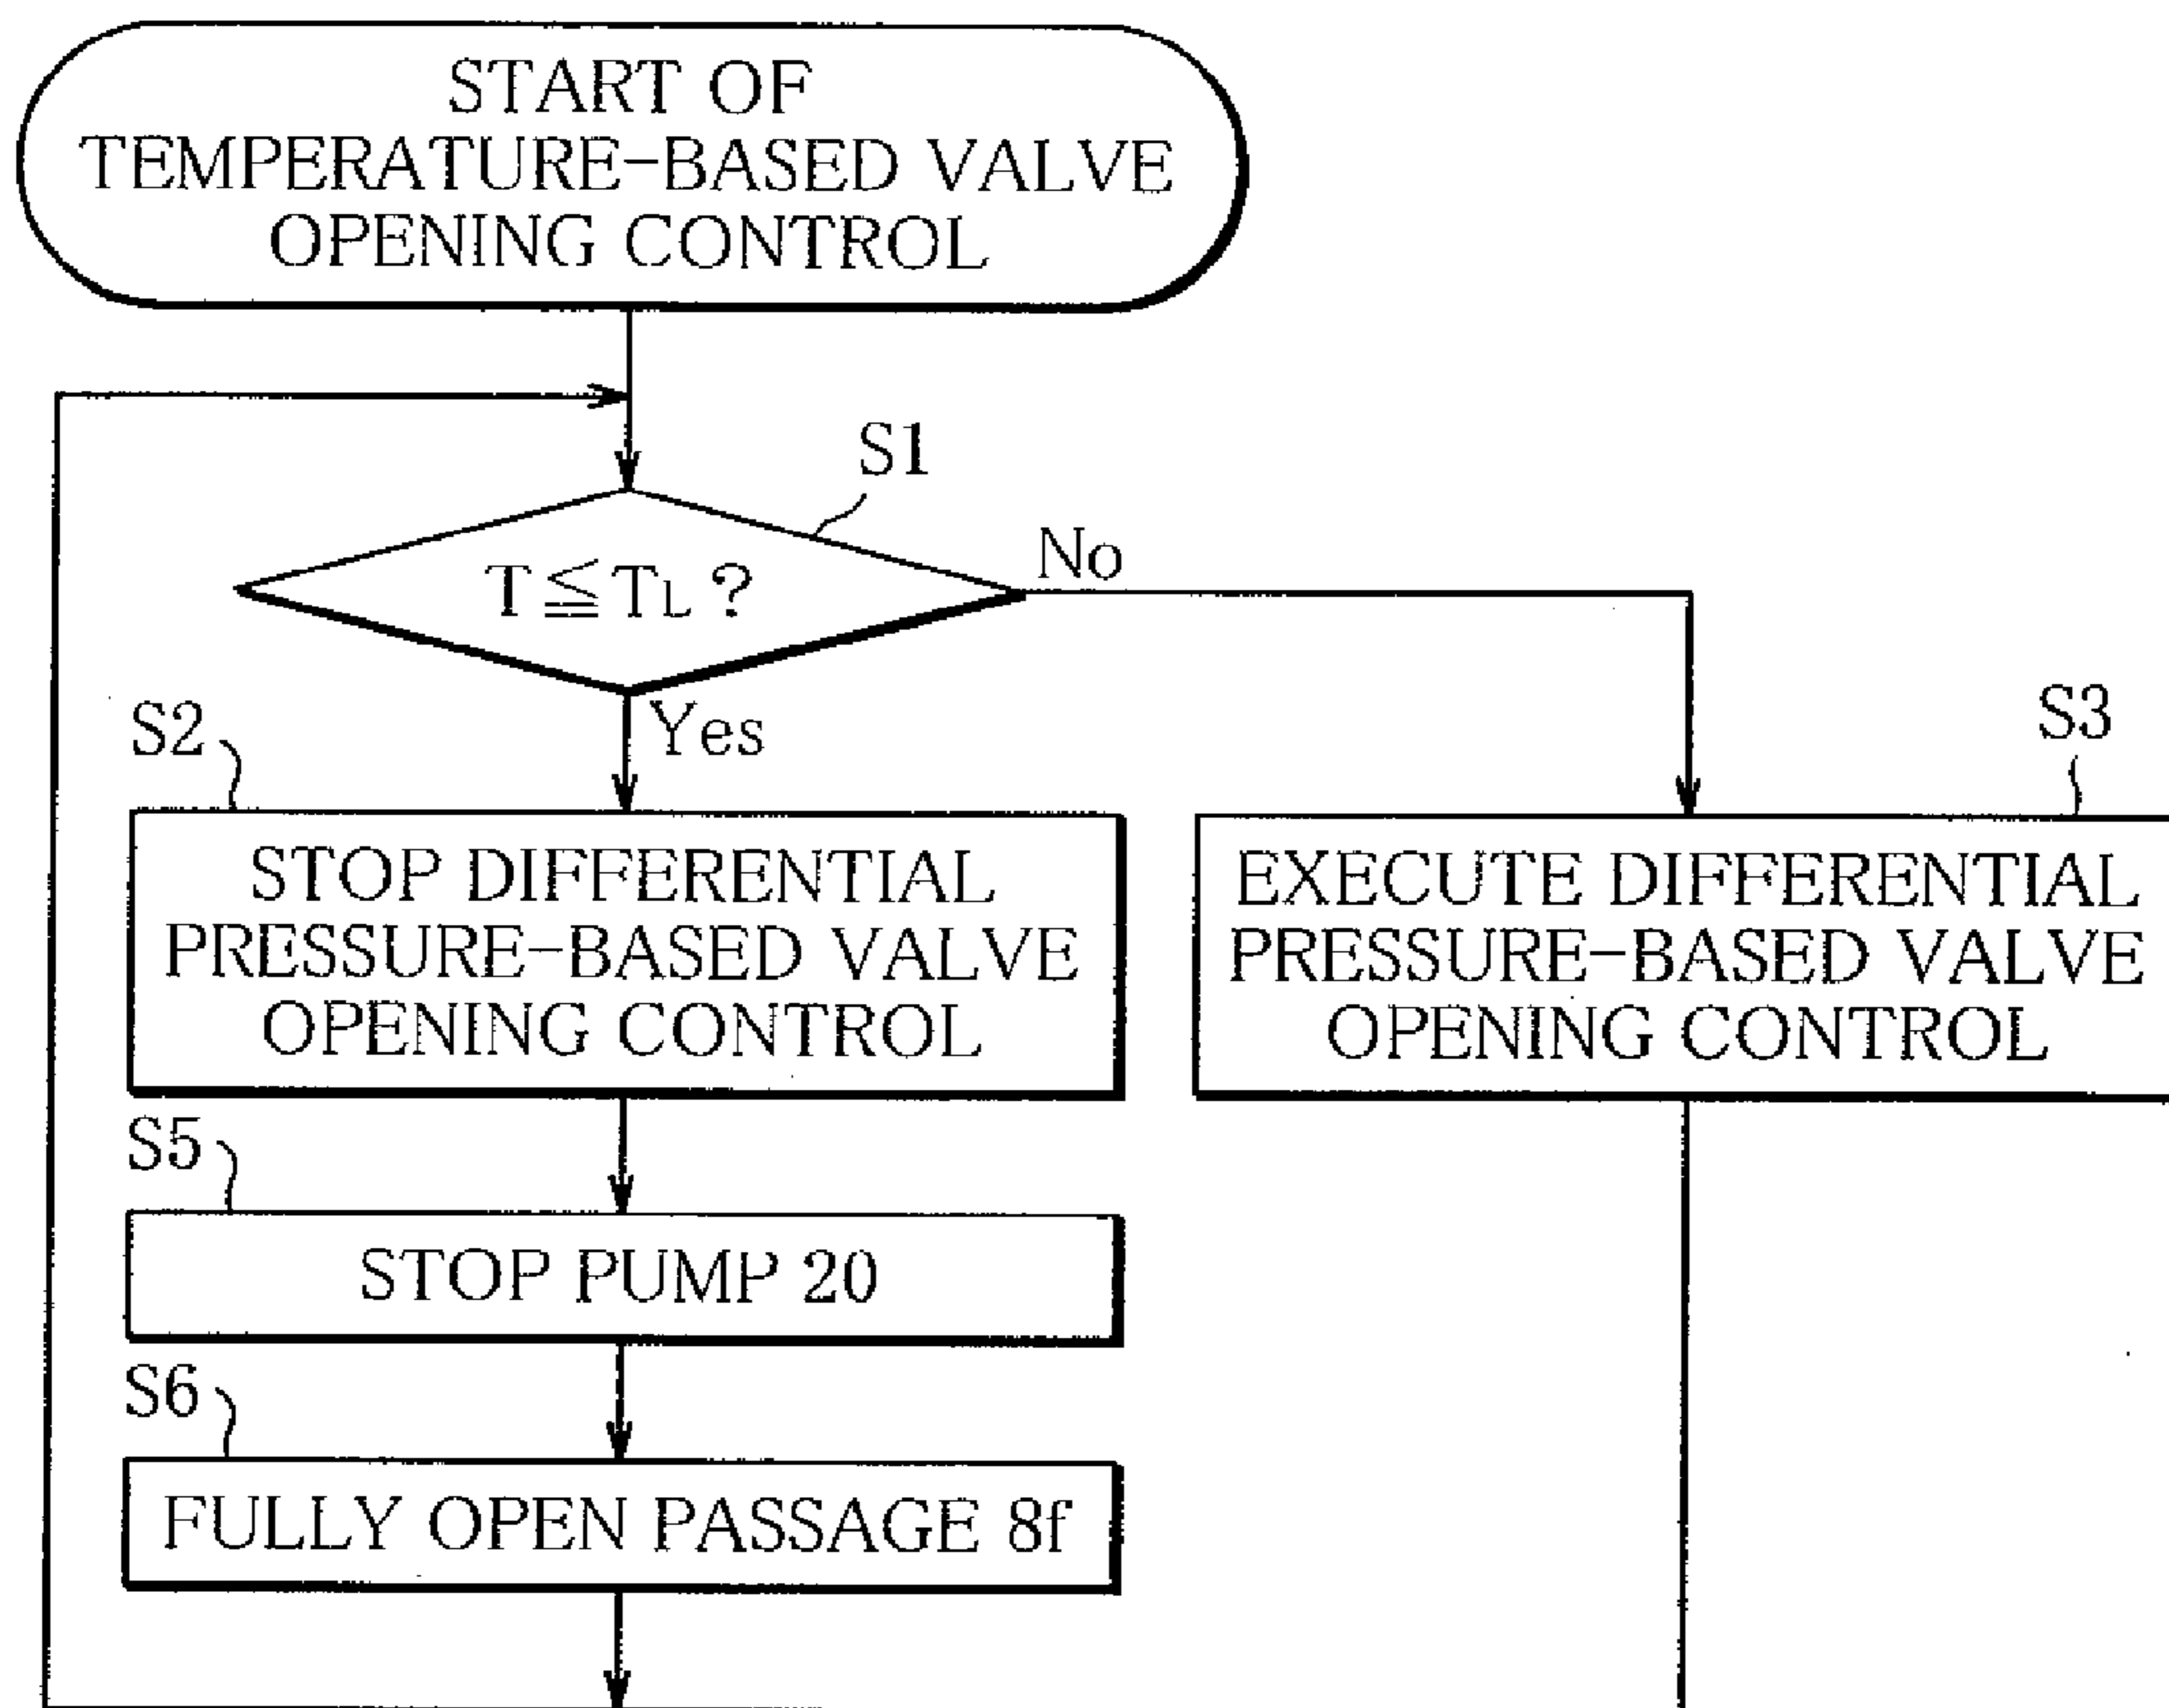 START OF
TEMPERATURE-BASED VALVE
OPENING CONTROL
S1
T ≦ TL ?
No
Yes
S2
STOP DIFFERENTIAL
PRESSURE-BASED VALVE
OPENING CONTROL
S3
EXECUTE DIFFERENTIAL
PRESSURE-BASED VALVE
OPENING CONTROL
S5
STOP PUMP 20
S6
FULLY OPEN PASSAGE 8f